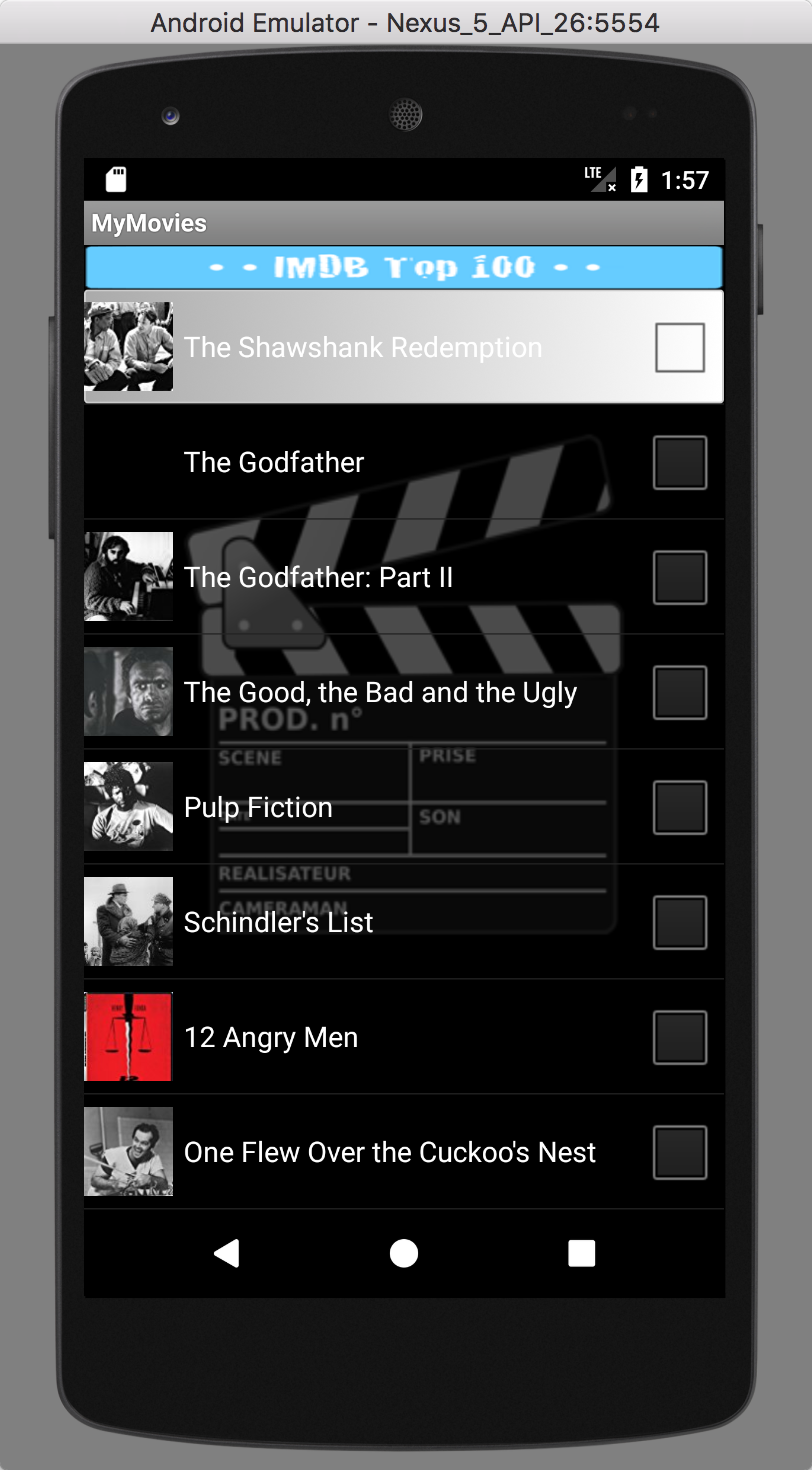 Android Emulator - Nexus_5_API_26:5554
LTE 1:57
MyMovies
- - IMDB Top 100 - -
The Shawshank Redemption
The Godfather
The Godfather: Part II
The Good, the Bad and the Ugly
PROD. n°
SCENE
PRISE
Pulp Fiction
SON
REALISATEUR
CAMERAMAN
Schindler's List
12 Angry Men
One Flew Over the Cuckoo's Nest